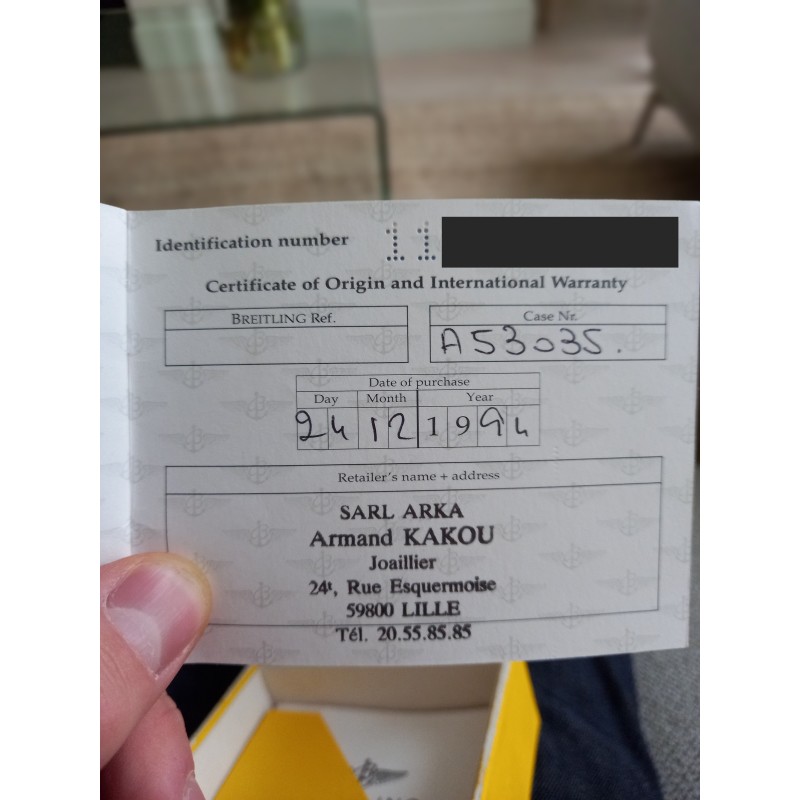 Identification number 11
Certificate of Origin and International Warranty
BREITLING Ref.
Case Nr.
A53035.
Date of purchase
Day Month Year
24 12 1994
Retailer's name + address
SARL ARKA
Armand KAKOU
Joaillier
24t, Rue Esquermoise
59800 LILLE
Tél. 20.55.85.85